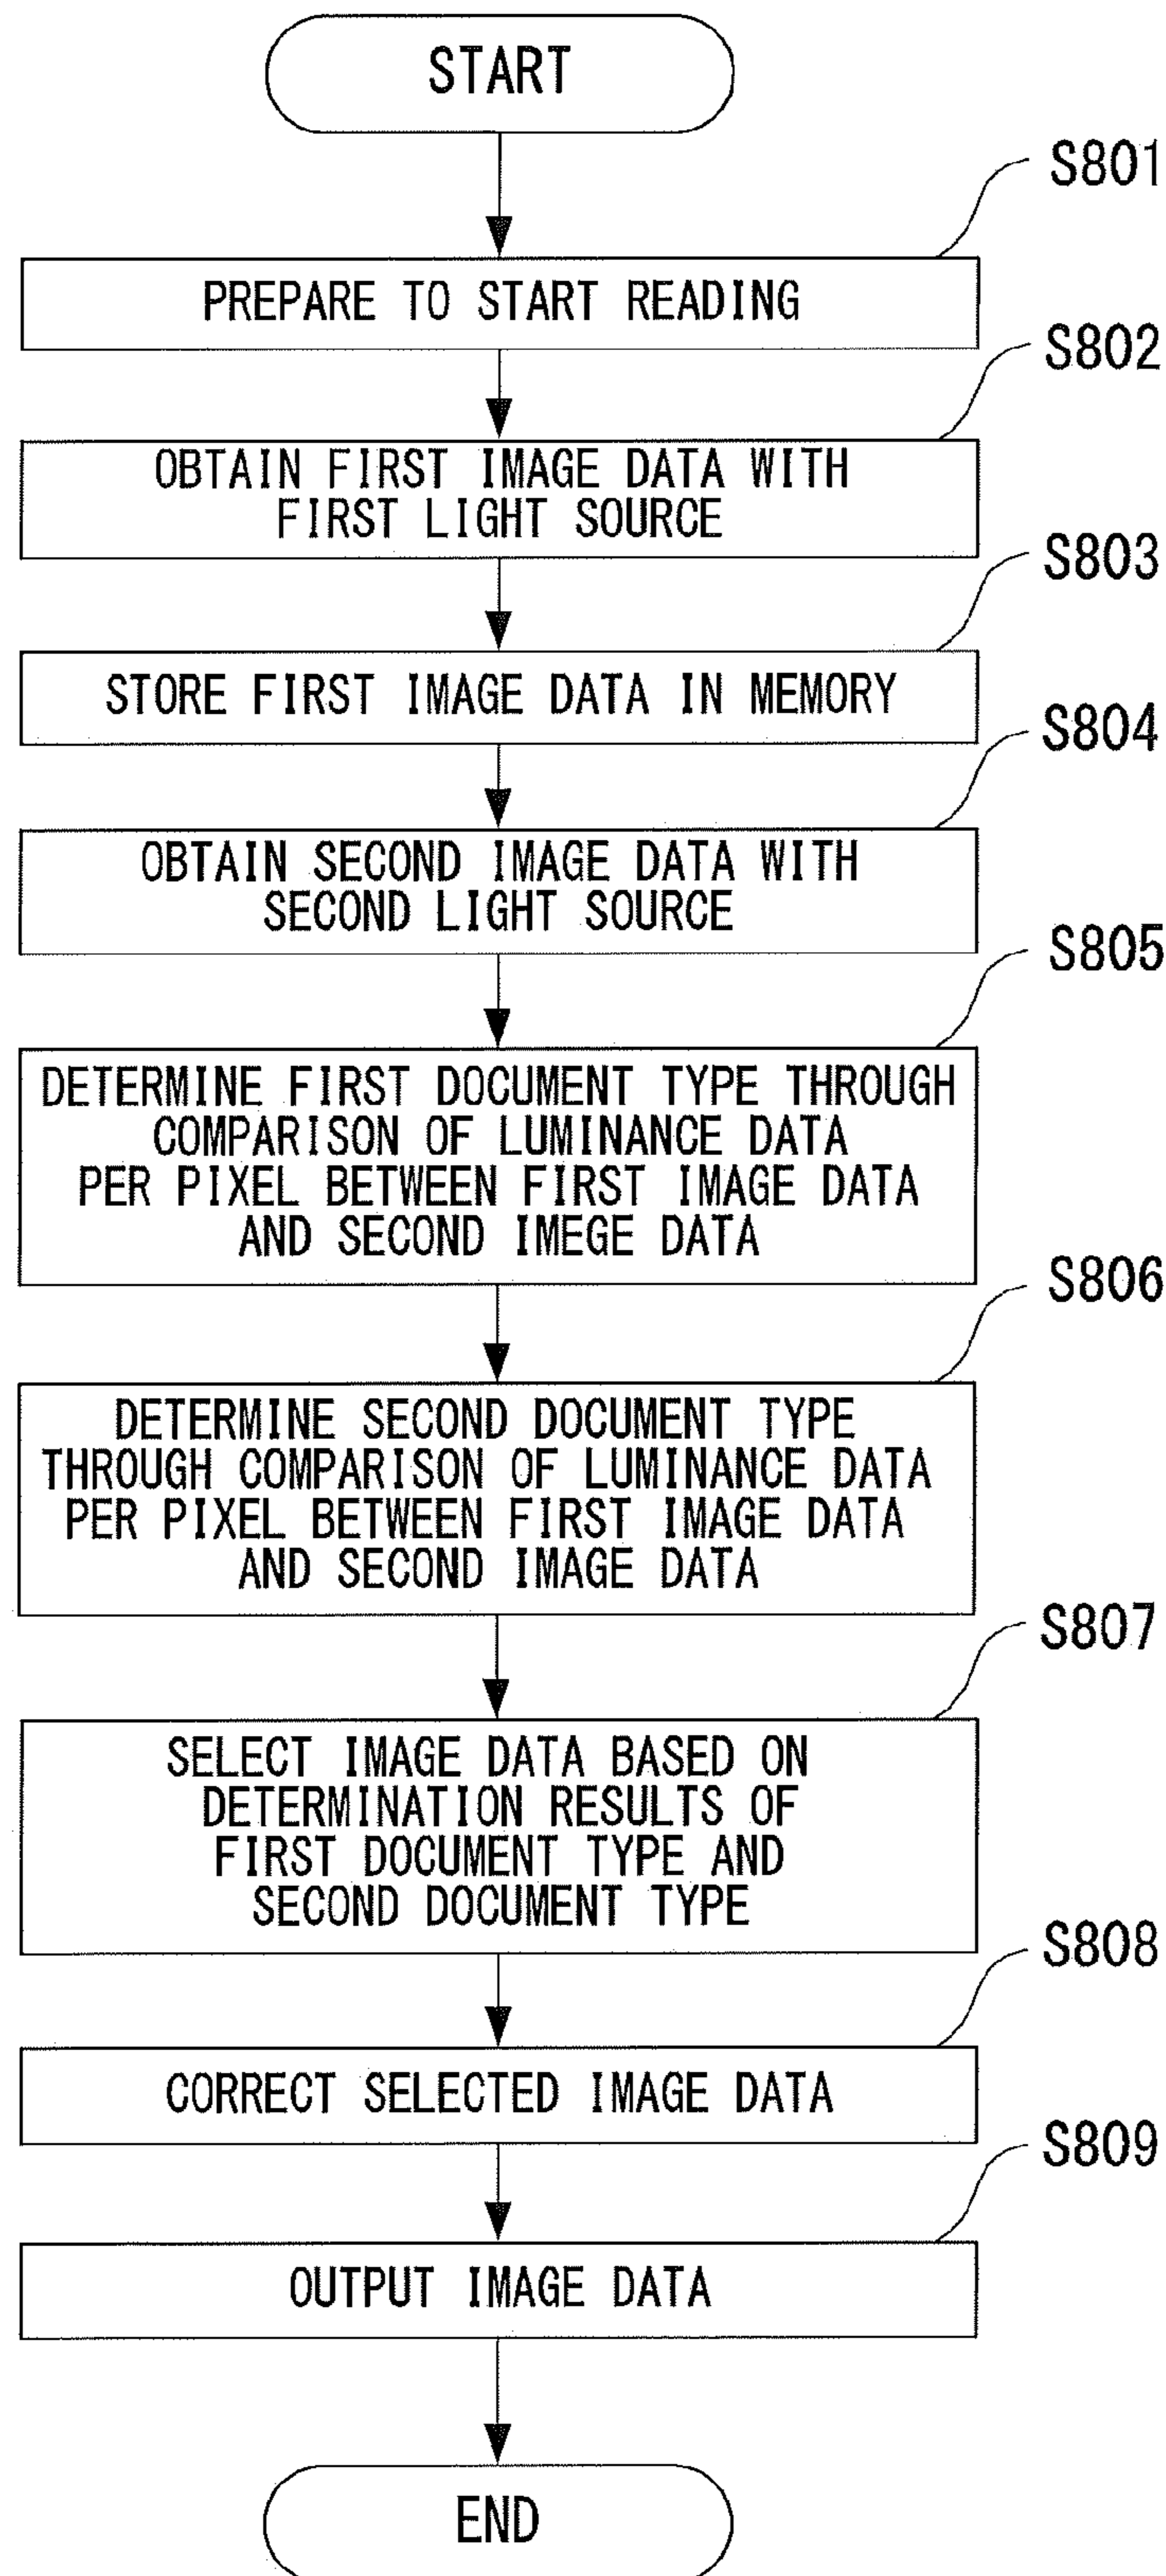 START
S801
PREPARE TO START READING
S802
OBTAIN FIRST IMAGE DATA WITH
FIRST LIGHT SOURCE
S803
STORE FIRST IMAGE DATA IN MEMORY
S804
OBTAIN SECOND IMAGE DATA WITH
SECOND LIGHT SOURCE
S805
DETERMINE FIRST DOCUMENT TYPE THROUGH
COMPARISON OF LUMINANCE DATA
PER PIXEL BETWEEN FIRST IMAGE DATA
AND SECOND IMEGE DATA
S806
DETERMINE SECOND DOCUMENT TYPE
THROUGH COMPARISON OF LUMINANCE DATA
PER PIXEL BETWEEN FIRST IMAGE DATA
AND SECOND IMAGE DATA
S807
SELECT IMAGE DATA BASED ON
DETERMINATION RESULTS OF
FIRST DOCUMENT TYPE AND
SECOND DOCUMENT TYPE
S808
CORRECT SELECTED IMAGE DATA
S809
OUTPUT IMAGE DATA
END